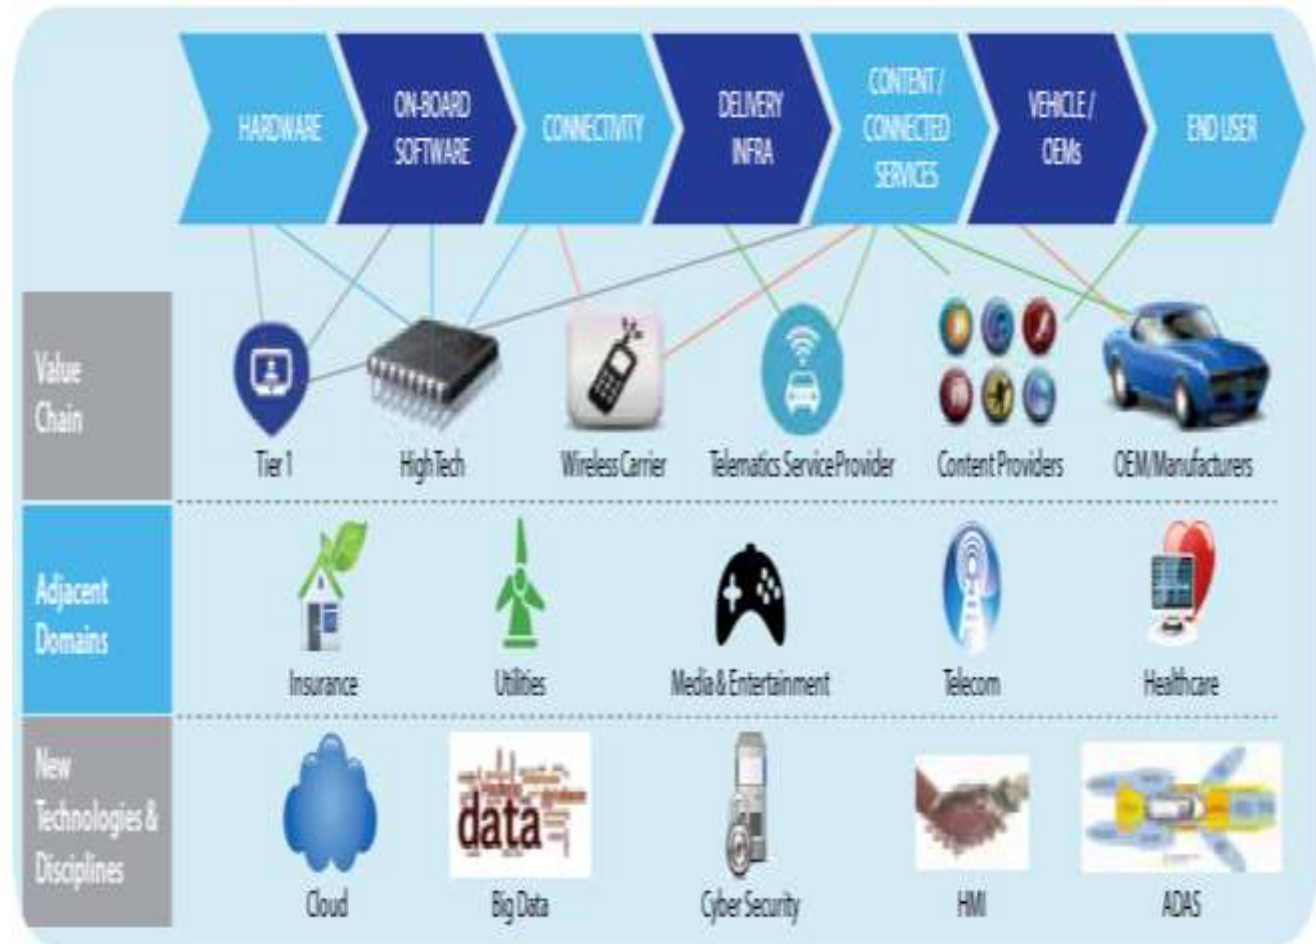 HARDWARE
ON-BOARD
SOFTWARE
CONNECTIVITY
DELIVERY
INFRA
CONTENT /
CONNECTED
SERVICES
VEHICLE /
OEMs
END USER
Value
Chain
Tier 1
High Tech
Wireless Carrier
Telematics Service Provider
Content Providers
OEM/Manufacturers
Adjacent
Domains
Insurance
Utilities
Media & Entertainment
Telecom
Healthcare
New
Technologies &
Disciplines
data
Cloud
Big Data
Cyber Security
HMI
ADAS